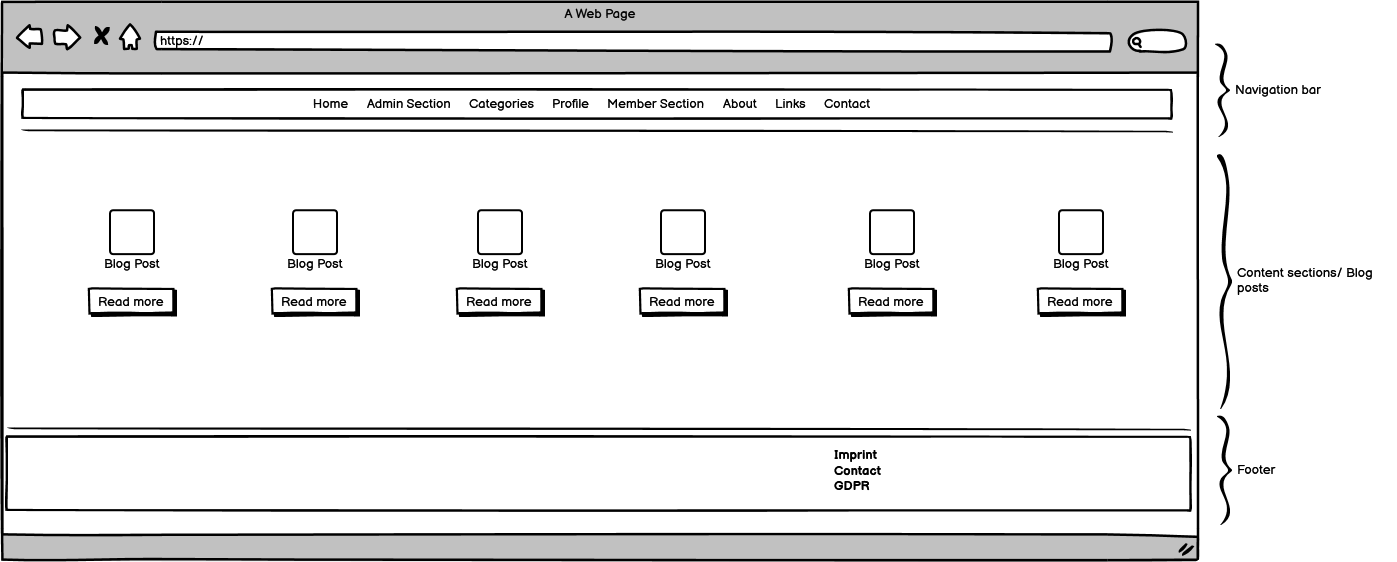 A Web Page
https://
Navigation bar
Home Admin Section Categories Profile Member Section About Links Contact
Blog Post Blog Post Blog Post Blog Post Blog Post Blog Post
Read more Read more Read more Read more Read more Read more
Content sections/ Blog
posts
Imprint
Contact
GDPR
Footer